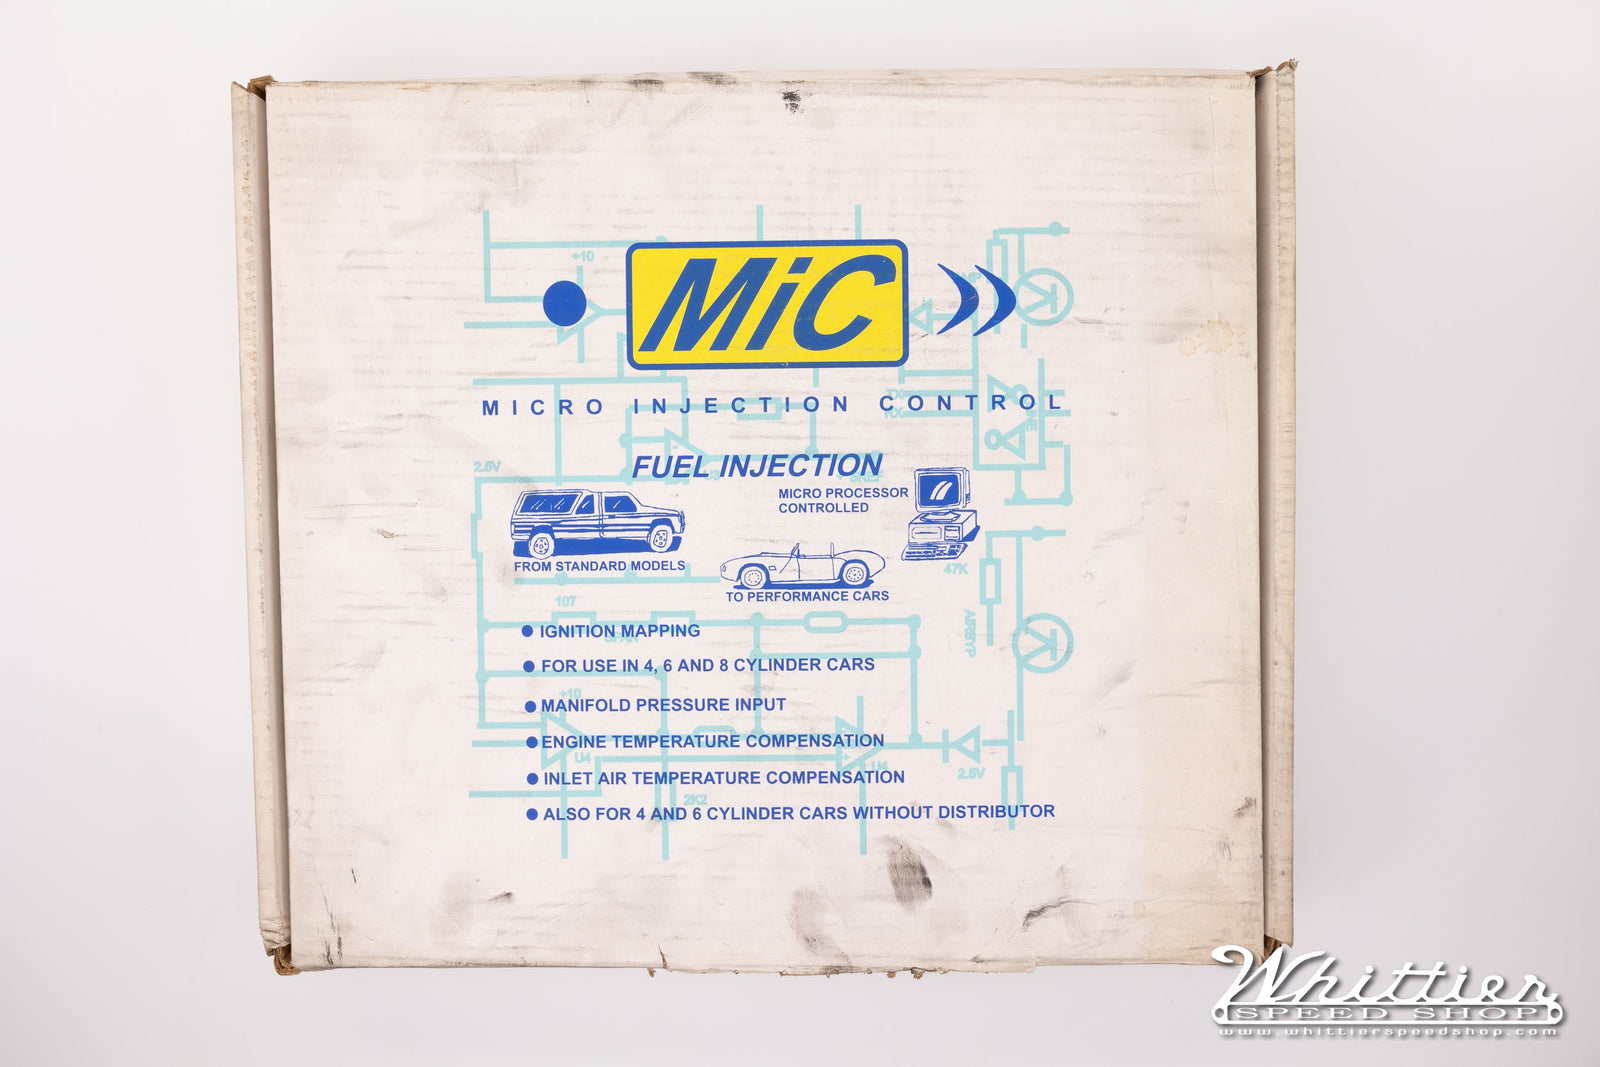 +10
MiC
MICRO INJECTION CONTROL
2.5V
FUEL INJECTION
MICRO PROCESSOR
CONTROLLED
FROM STANDARD MODELS
47K
TO PERFORMANCE CARS
107
AIRBYP
● IGNITION MAPPING
● FOR USE IN 4, 6 AND 8 CYLINDER CARS
+10
● MANIFOLD PRESSURE INPUT
● ENGINE TEMPERATURE COMPENSATION
U4
U4
2.5V
● INLET AIR TEMPERATURE COMPENSATION
2K2
● ALSO FOR 4 AND 6 CYLINDER CARS WITHOUT DISTRIBUTOR
Whittier
SPEED SHOP
www.whittierspeedshop.com